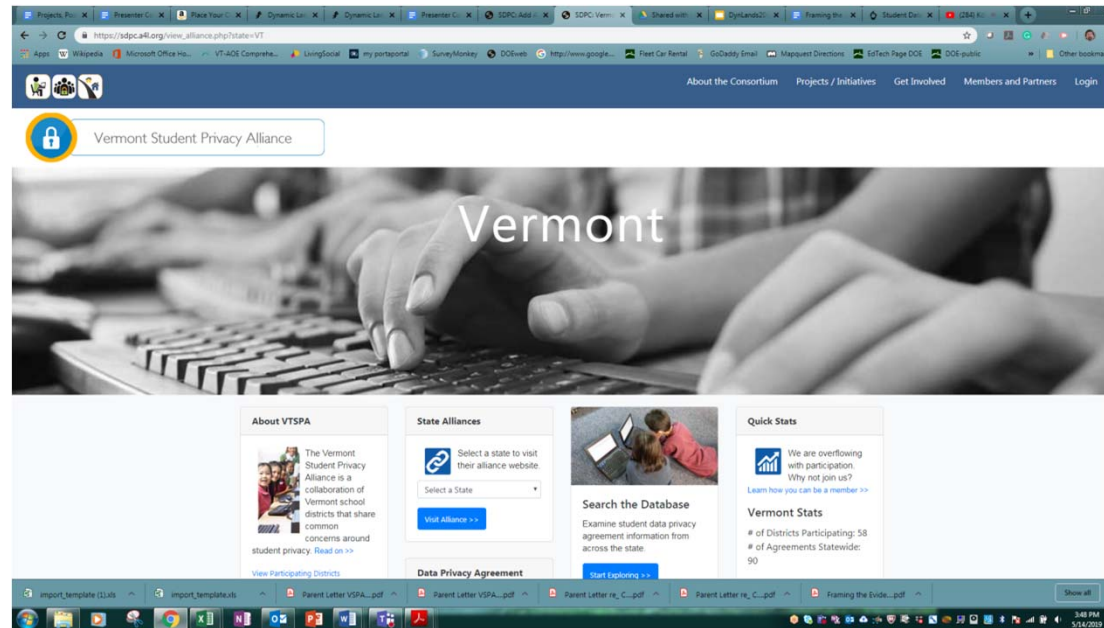 Projects, Pos
Presenter Co
Place Your C
Dynamic Lan
Dynamic Lan
Presenter Co
SDPC: Add A
SDPC: Verm
Shared with
DynLands20
Framing the
Student Data
https://sdpc.a4l.org/view_alliance.php?state=VT
Apps
Wikipedia
Microsoft Office Ho...
VT-AOE Comprehe...
LivingSocial
my portaportal
SurveyMonkey
DOEweb
http://www.google...
Fleet Car Rental
GoDaddy Email
Mapquest Directions
EdTech Page DOE
DOE-public
»
Other bookma
About the Consortium
Projects / Initiatives
Get Involved
Members and Partners
Login
Vermont Student Privacy Alliance
Vermont
About VTSPA
The Vermont
Student Privacy
Alliance is a
collaboration of
Vermont school
districts that share
common
concerns around
student privacy. Read on >>
View Participating Districts
State Alliances
Select a state to visit
their alliance website.
Select a State
Visit Alliance >>
Data Privacy Agreement
Search the Database
Examine student data privacy
agreement information from
across the state.
Start Exploring >>
Quick Stats
We are overflowing
with participation.
Why not join us?
Learn how you can be a member >>
Vermont Stats
# of Districts Participating: 58
# of Agreements Statewide:
90
import_template (1).xls
import_template.xls
Parent Letter VSPA....pdf
Parent Letter VSPA....pdf
Parent Letter re_ C....pdf
Parent Letter re_ C....pdf
Framing the Evide....pdf
Show all
3:48 PM
5/14/2019